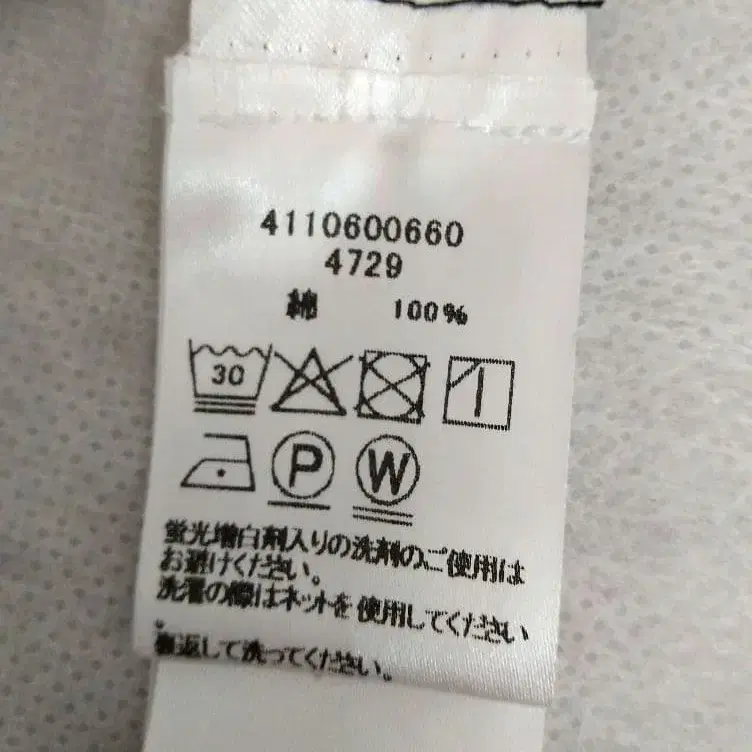 4110600660
4729
綿 100%
30
P W
蛍光増白剤入りの洗剤のご使用は
お避けください。
洗濯の際はネットを使用してください
。
裏返して洗ってください。